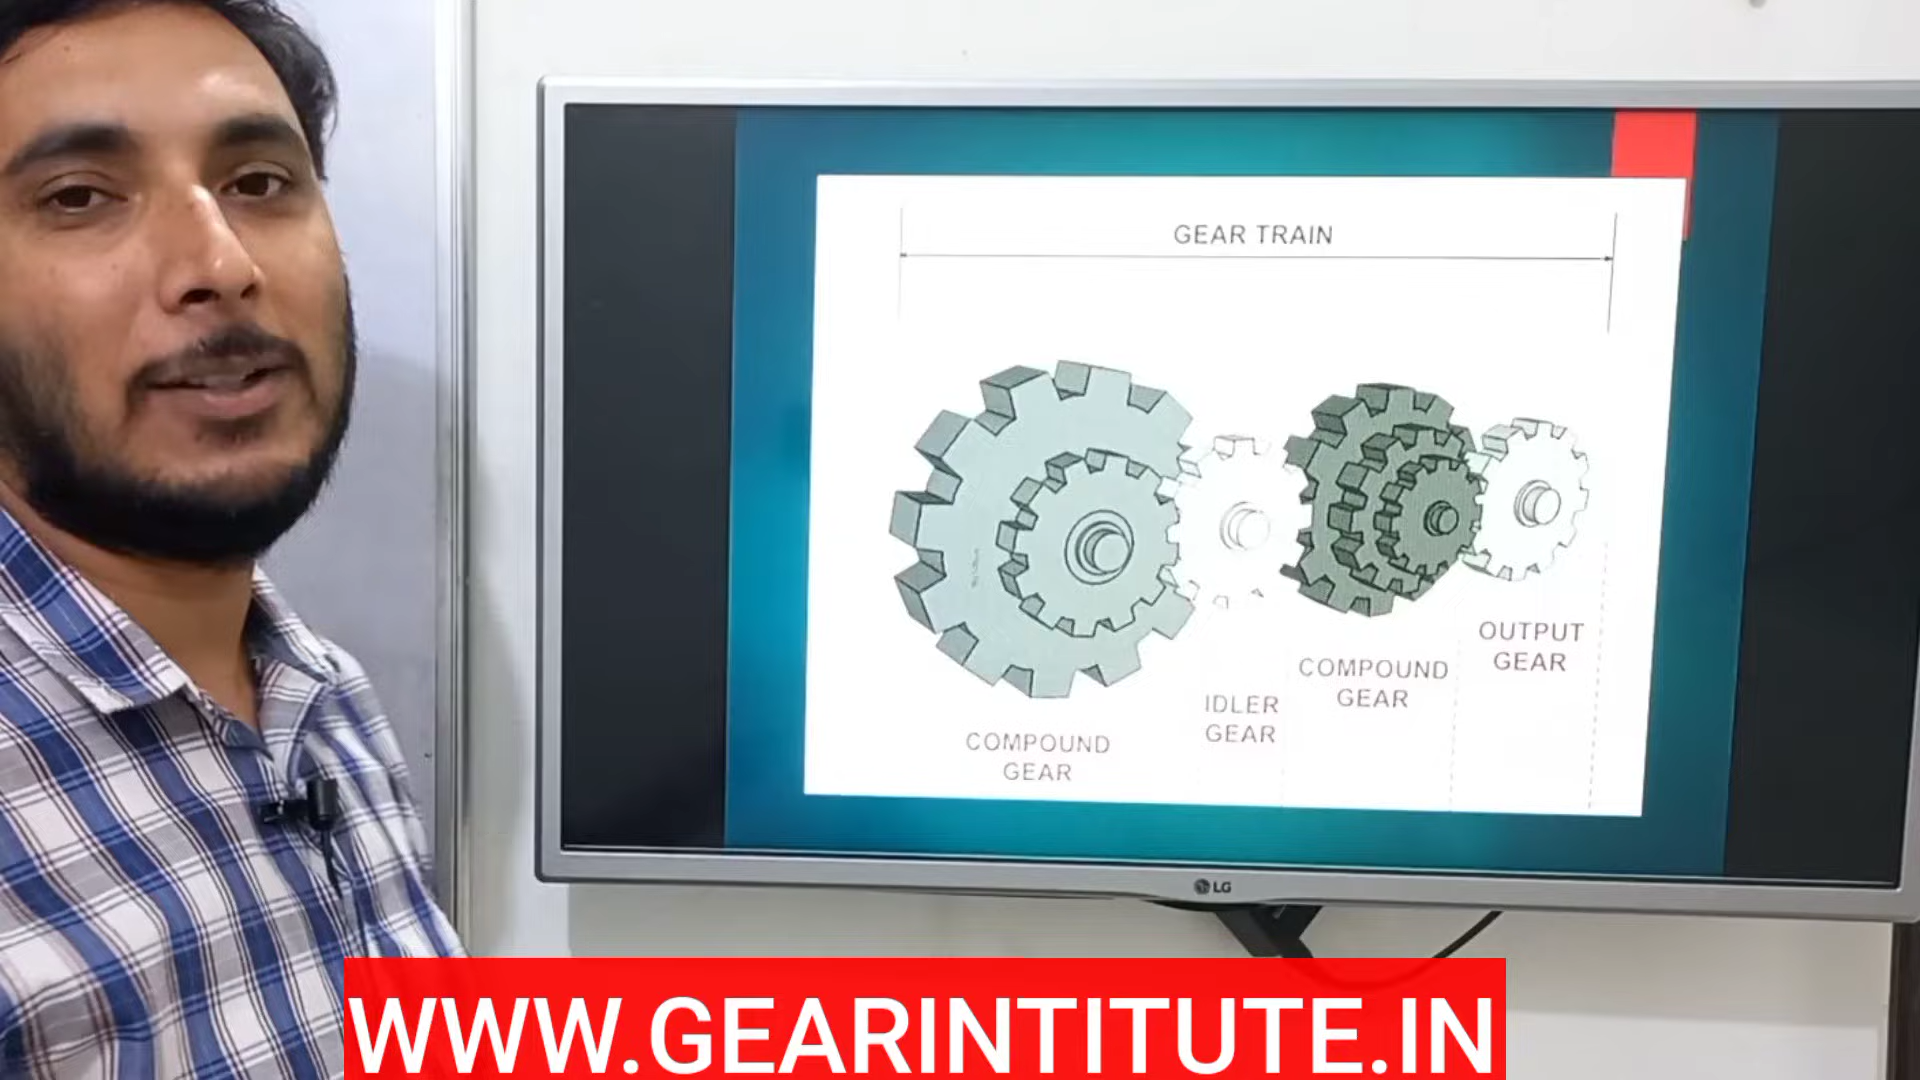 GEAR TRAIN
OUTPUT
GEAR
COMPOUND
GEAR
IDLER
GEAR
COMPOUND
GEAR
LG
WWW.GEARINTITUTE.IN